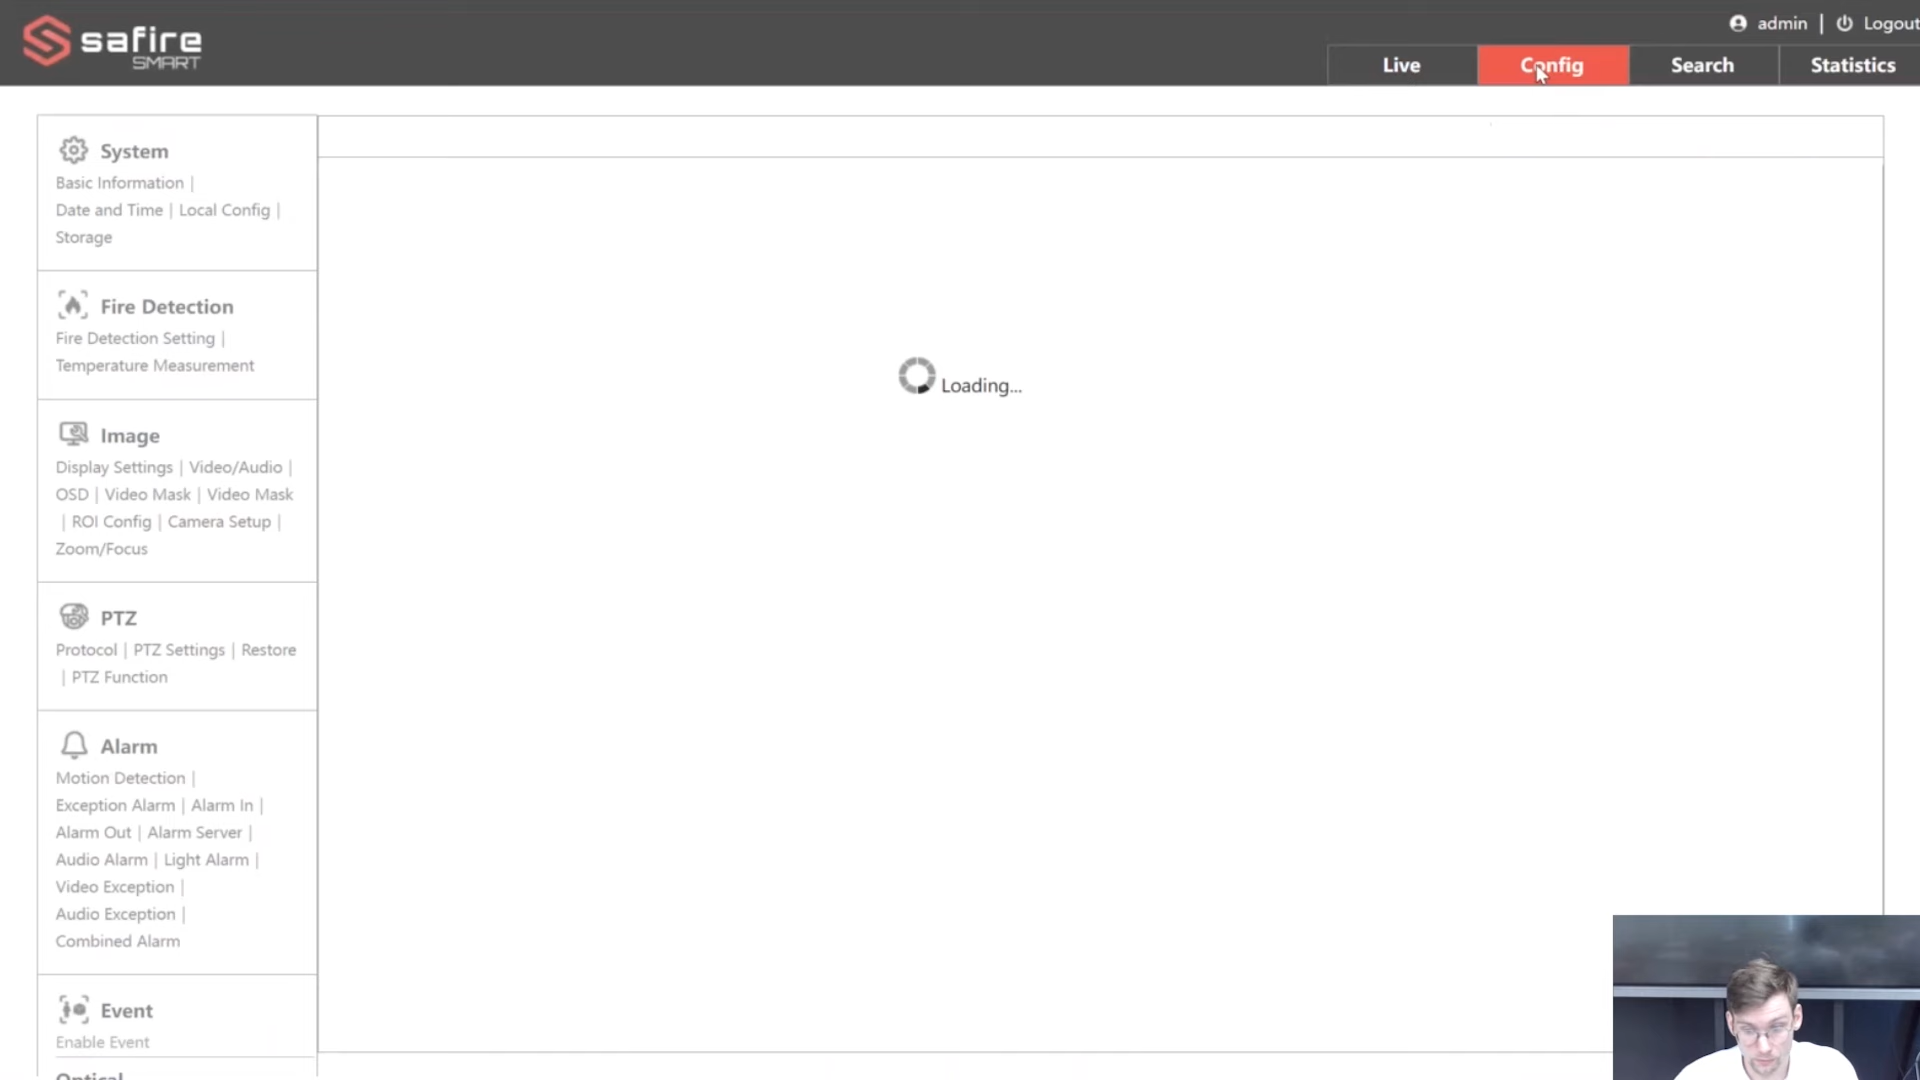 safire
SMART
admin | Logout
Live
Config
Search
Statistics
System
Basic Information |
Date and Time | Local Config |
Storage
Fire Detection
Fire Detection Setting |
Temperature Measurement
Image
Display Settings | Video/Audio |
OSD | Video Mask | Video Mask
| ROI Config | Camera Setup |
Zoom/Focus
PTZ
Protocol | PTZ Settings | Restore
| PTZ Function
Alarm
Motion Detection |
Exception Alarm | Alarm In |
Alarm Out | Alarm Server |
Audio Alarm | Light Alarm |
Video Exception |
Audio Exception |
Combined Alarm
Event
Enable Event
Optical
Loading...